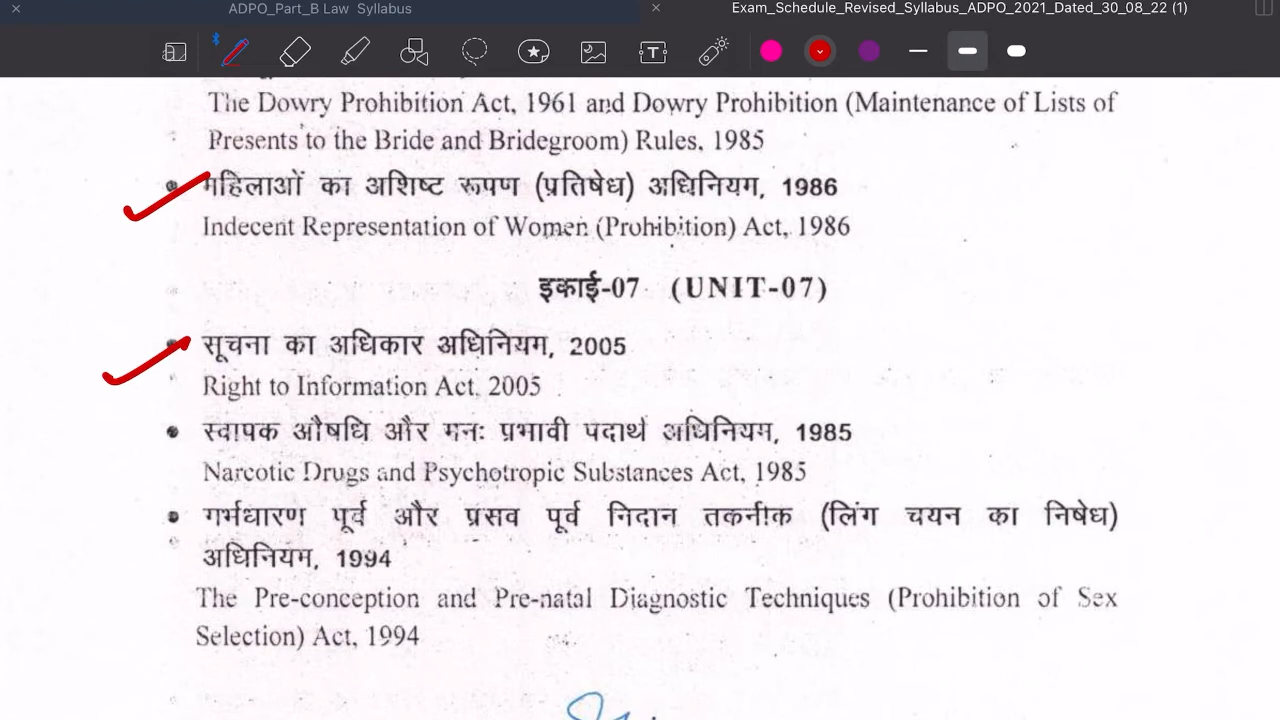 ADPO_Part_B Law Syllabus
Exam_Schedule_Revised_Syllabus_ADPO_2021_Dated_30_08_22 (1)
The Dowry Prohibition Act, 1961 and Dowry Prohibition (Maintenance of Lists of
Presents to the Bride and Bridegroom) Rules, 1985
महिलाओं का अशिष्ट रूपण (प्रतिषेध) अधिनियम, 1986
Indecent Representation of Women (Prohibition) Act, 1986
इकाई-07 (UNIT-07)
सूचना का अधिकार अधिनियम, 2005
Right to Information Act, 2005
स्वापक औषधि और मनः प्रभावी पदार्थ अधिनियम, 1985
Narcotic Drugs and Psychotropic Substances Act, 1985
गर्भधारण पूर्व और प्रसव पूर्व निदान तकनीक (लिंग चयन का निषेध)
अधिनियम, 1994
The Pre-conception and Pre-natal Diagnostic Techniques (Prohibition of Sex
Selection) Act, 1994